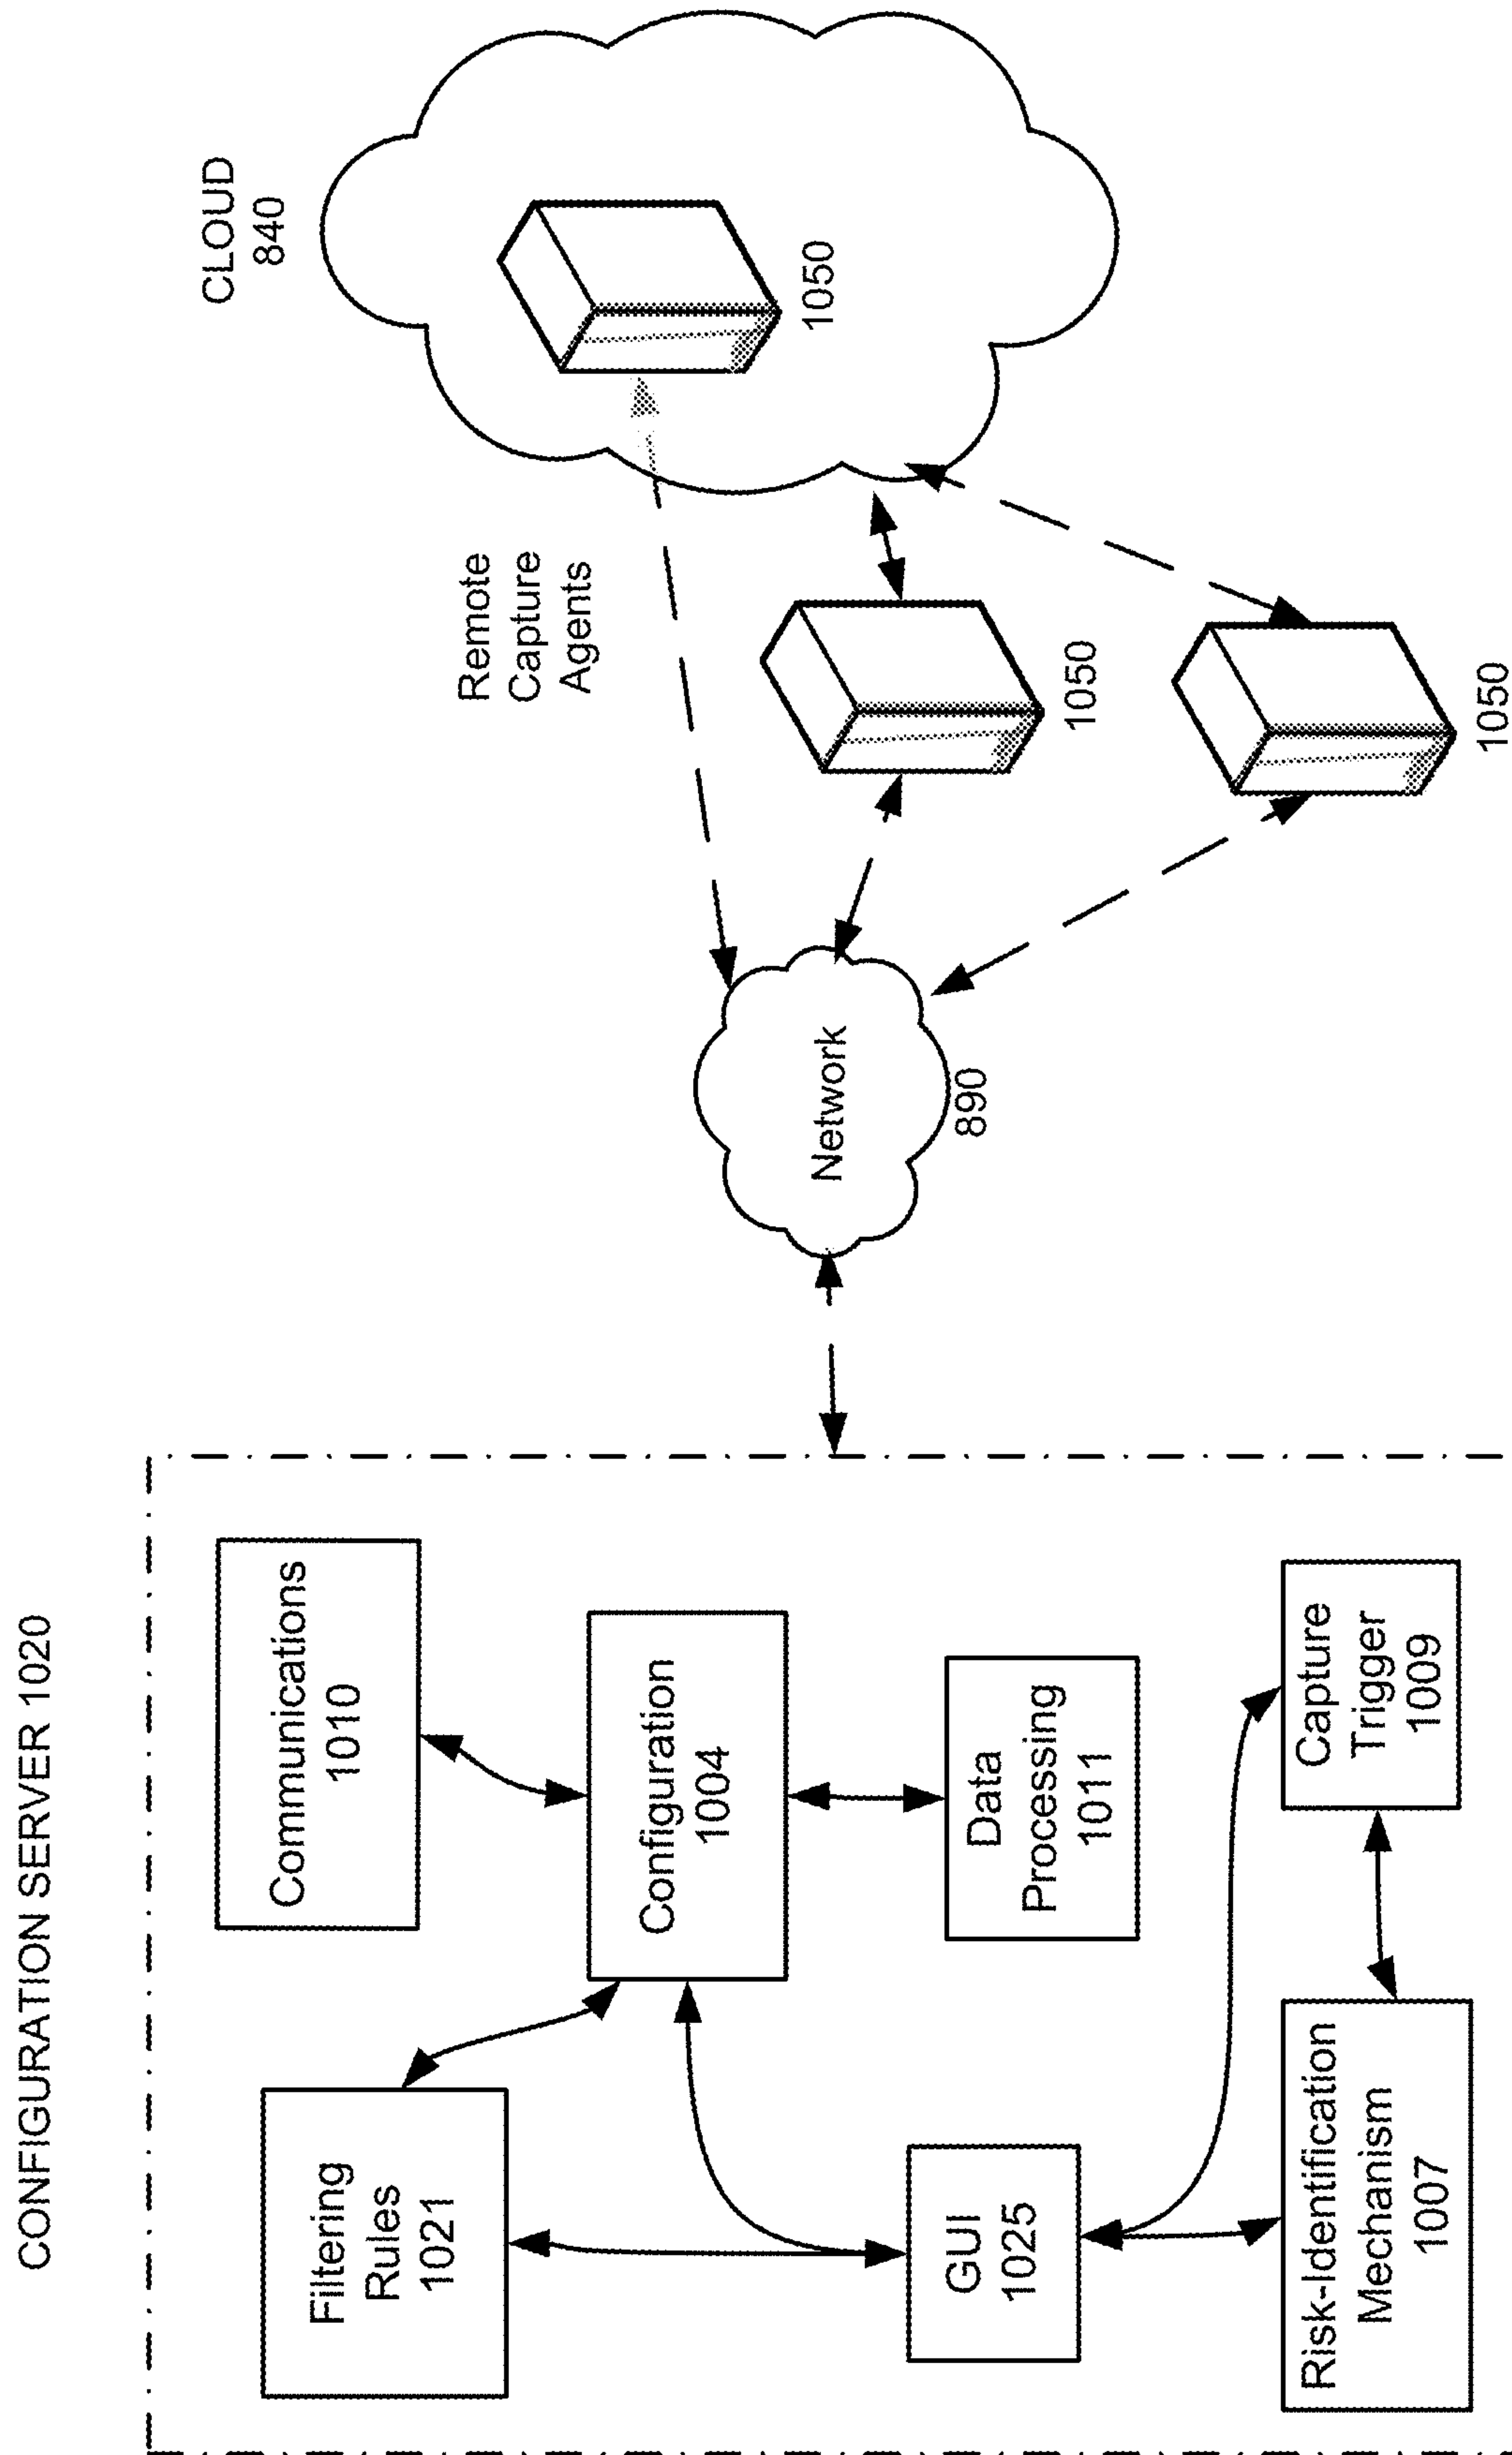 CONFIGURATION SERVER 1020
Filtering
Rules
1021
Communications
1010
Configuration
1004
GUI
1025
Data
Processing
1011
Risk-Identification
Mechanism
1007
Capture
Trigger
1009
Network
890
Remote
Capture
Agents
1050
1050
CLOUD
840
1050